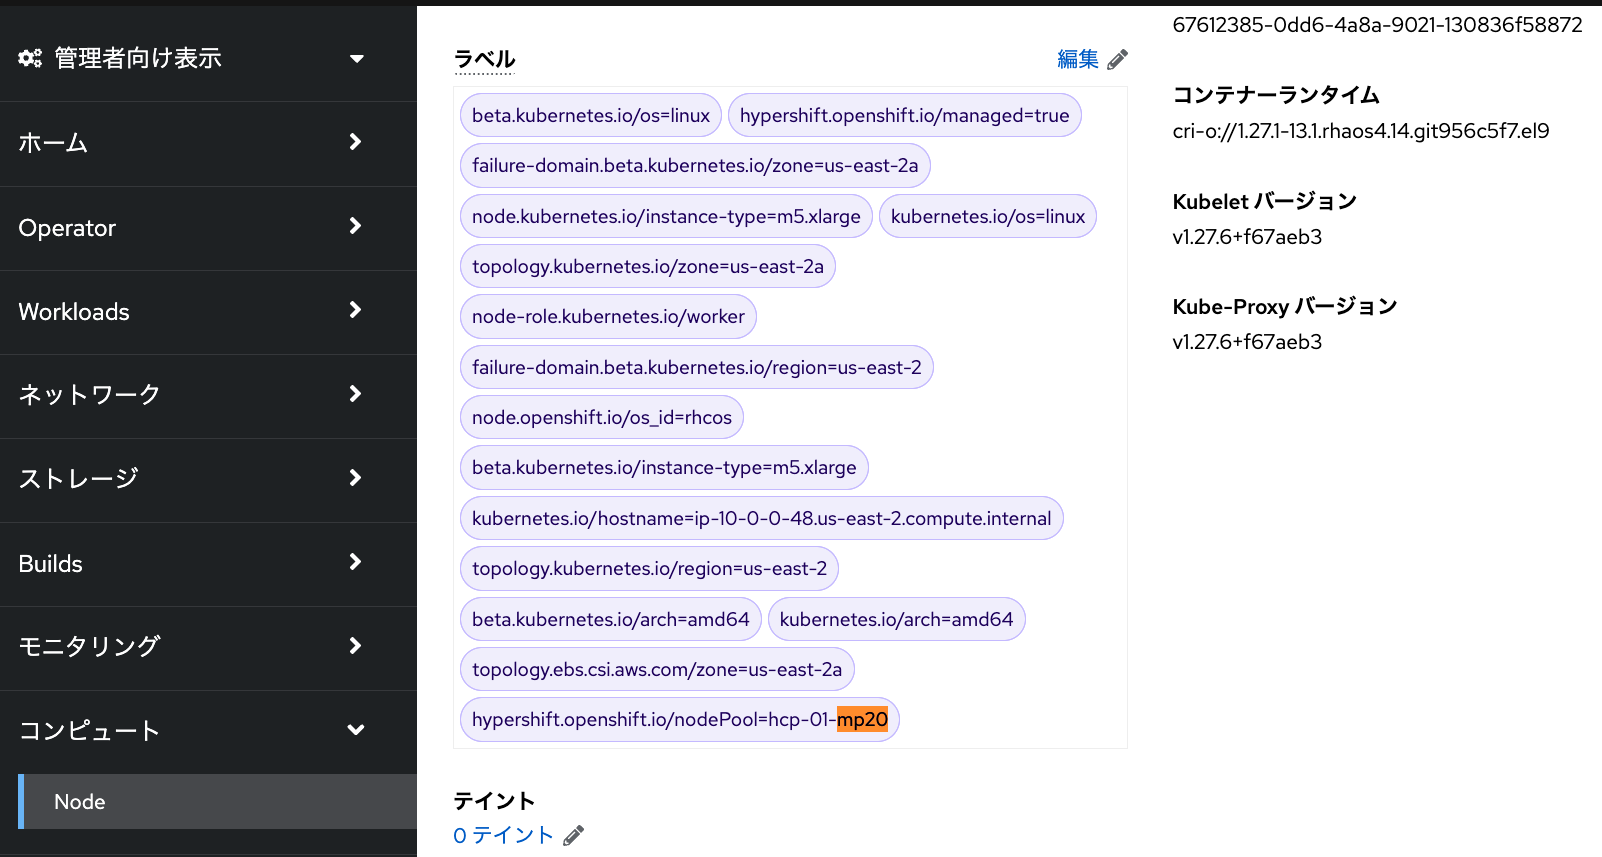 管理者向け表示
ホーム
Operator
Workloads
ネットワーク
ストレージ
Builds
モニタリング
コンピュート
Node
ラベル
編集
beta.kubernetes.io/os=linux hypershift.openshift.io/managed=true
failure-domain.beta.kubernetes.io/zone=us-east-2a
node.kubernetes.io/instance-type=m5.xlarge kubernetes.io/os=linux
topology.kubernetes.io/zone=us-east-2a
node-role.kubernetes.io/worker
failure-domain.beta.kubernetes.io/region=us-east-2
node.openshift.io/os_id=rhcos
beta.kubernetes.io/instance-type=m5.xlarge
kubernetes.io/hostname=ip-10-0-0-48.us-east-2.compute.internal
topology.kubernetes.io/region=us-east-2
beta.kubernetes.io/arch=amd64 kubernetes.io/arch=amd64
topology.ebs.csi.aws.com/zone=us-east-2a
hypershift.openshift.io/nodePool=hcp-01-mp20
テイント
0 テイント
67612385-0dd6-4a8a-9021-130836f58872
コンテナーランタイム
cri-o://1.27.1-13.1.rhaos4.14.git956c5f7.el9
Kubelet バージョン
v1.27.6+f67aeb3
Kube-Proxy バージョン
v1.27.6+f67aeb3